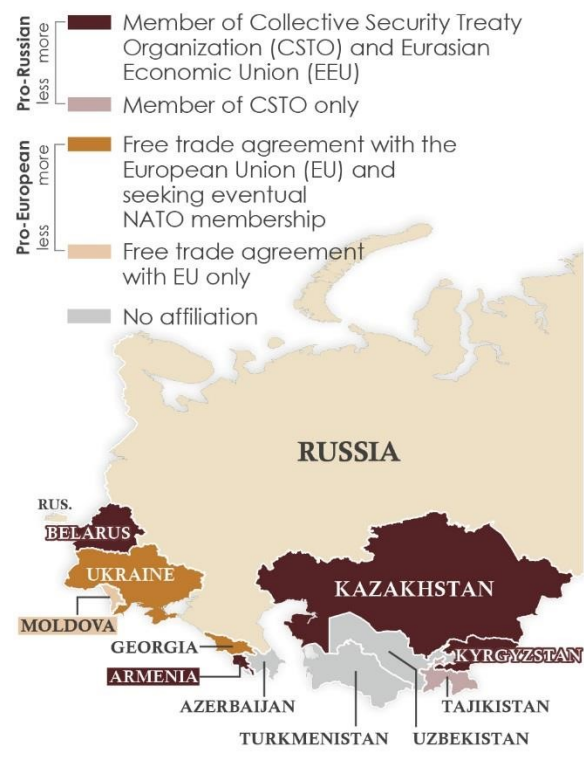 Pro-Russian
more
less
Member of Collective Security Treaty
Organization (CSTO) and Eurasian
Economic Union (EEU)
Member of CSTO only
Pro-European
more
less
Free trade agreement with the
European Union (EU) and
seeking eventual
NATO membership
Free trade agreement
with EU only
No affiliation
RUSSIA
RUS.
BELARUS
UKRAINE
KAZAKHSTAN
MOLDOVA
GEORGIA
KYRGYZSTAN
ARMENIA
AZERBAIJAN
TAJIKISTAN
TURKMENISTAN
UZBEKISTAN